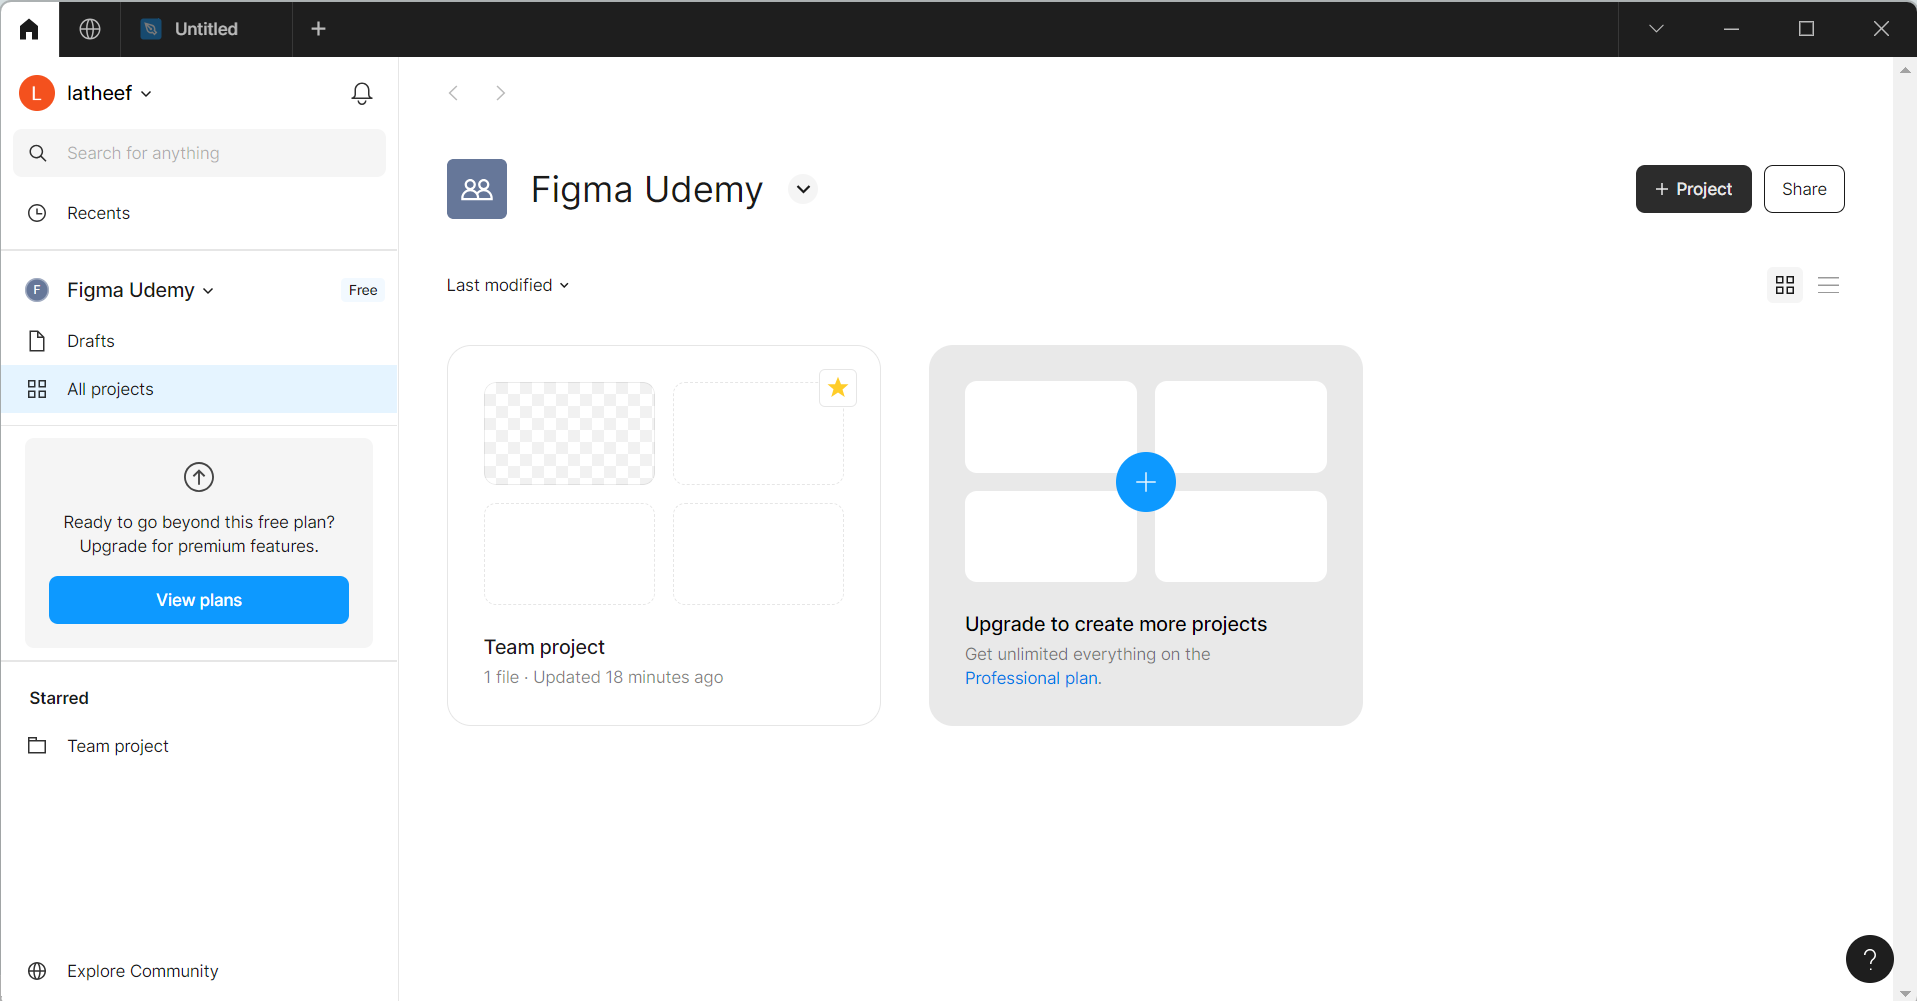 Untitled
L latheef
Search for anything
Recents
F Figma Udemy Free
Drafts
All projects
Ready to go beyond this free plan?
Upgrade for premium features.
View plans
Starred
Team project
Explore Community
Figma Udemy
+ Project Share
Last modified
Team project
1 file · Updated 18 minutes ago
Upgrade to create more projects
Get unlimited everything on the
Professional plan.
?